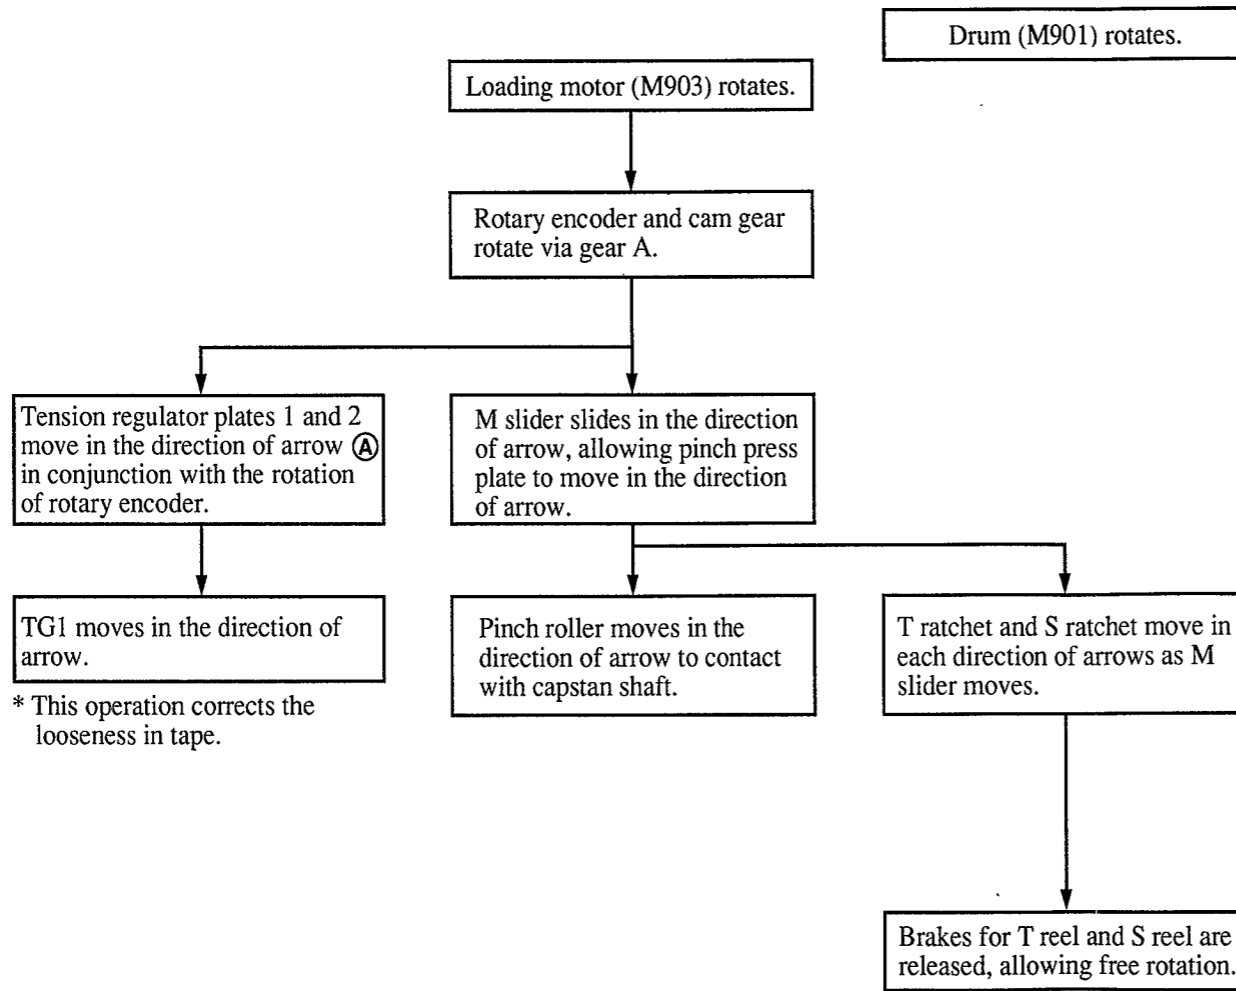 Drum (M901) rotates.
Loading motor (M903) rotates.
Rotary encoder and cam gear
rotate via gear A.
Tension regulator plates 1 and 2
move in the direction of arrow Ⓐ
in conjunction with the rotation
of rotary encoder.
M slider slides in the direction
of arrow, allowing pinch press
plate to move in the direction
of arrow.
TG1 moves in the direction of
arrow.
* This operation corrects the
looseness in tape.
Pinch roller moves in the
direction of arrow to contact
with capstan shaft.
T ratchet and S ratchet move in
each direction of arrows as M
slider moves.
Brakes for T reel and S reel are
released, allowing free rotation.